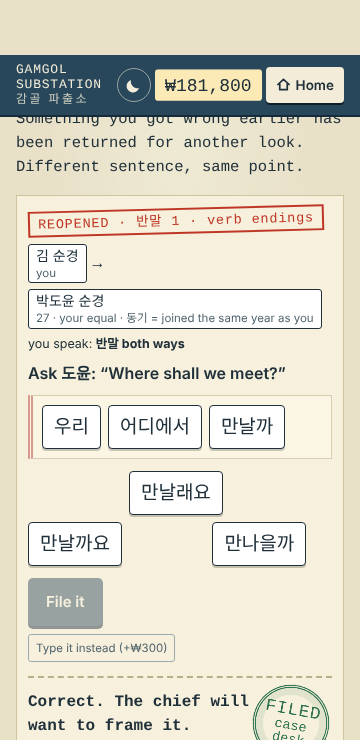 GAMGOL
SUBSTATION
감골 파출소
₩181,800
Home
Something you got wrong earlier has
been returned for another look.
Different sentence, same point.
REOPENED · 반말 1 · verb endings
김 순경
you
→
박도윤 순경
27 · your equal · 동기 = joined the same year as you
you speak: 반말 both ways
Ask 도윤: “Where shall we meet?”
우리 어디에서 만날까
만날래요
만날까요 만나을까
File it
Type it instead (+₩300)
Correct. The chief will
want to frame it.
FILED
case
desk